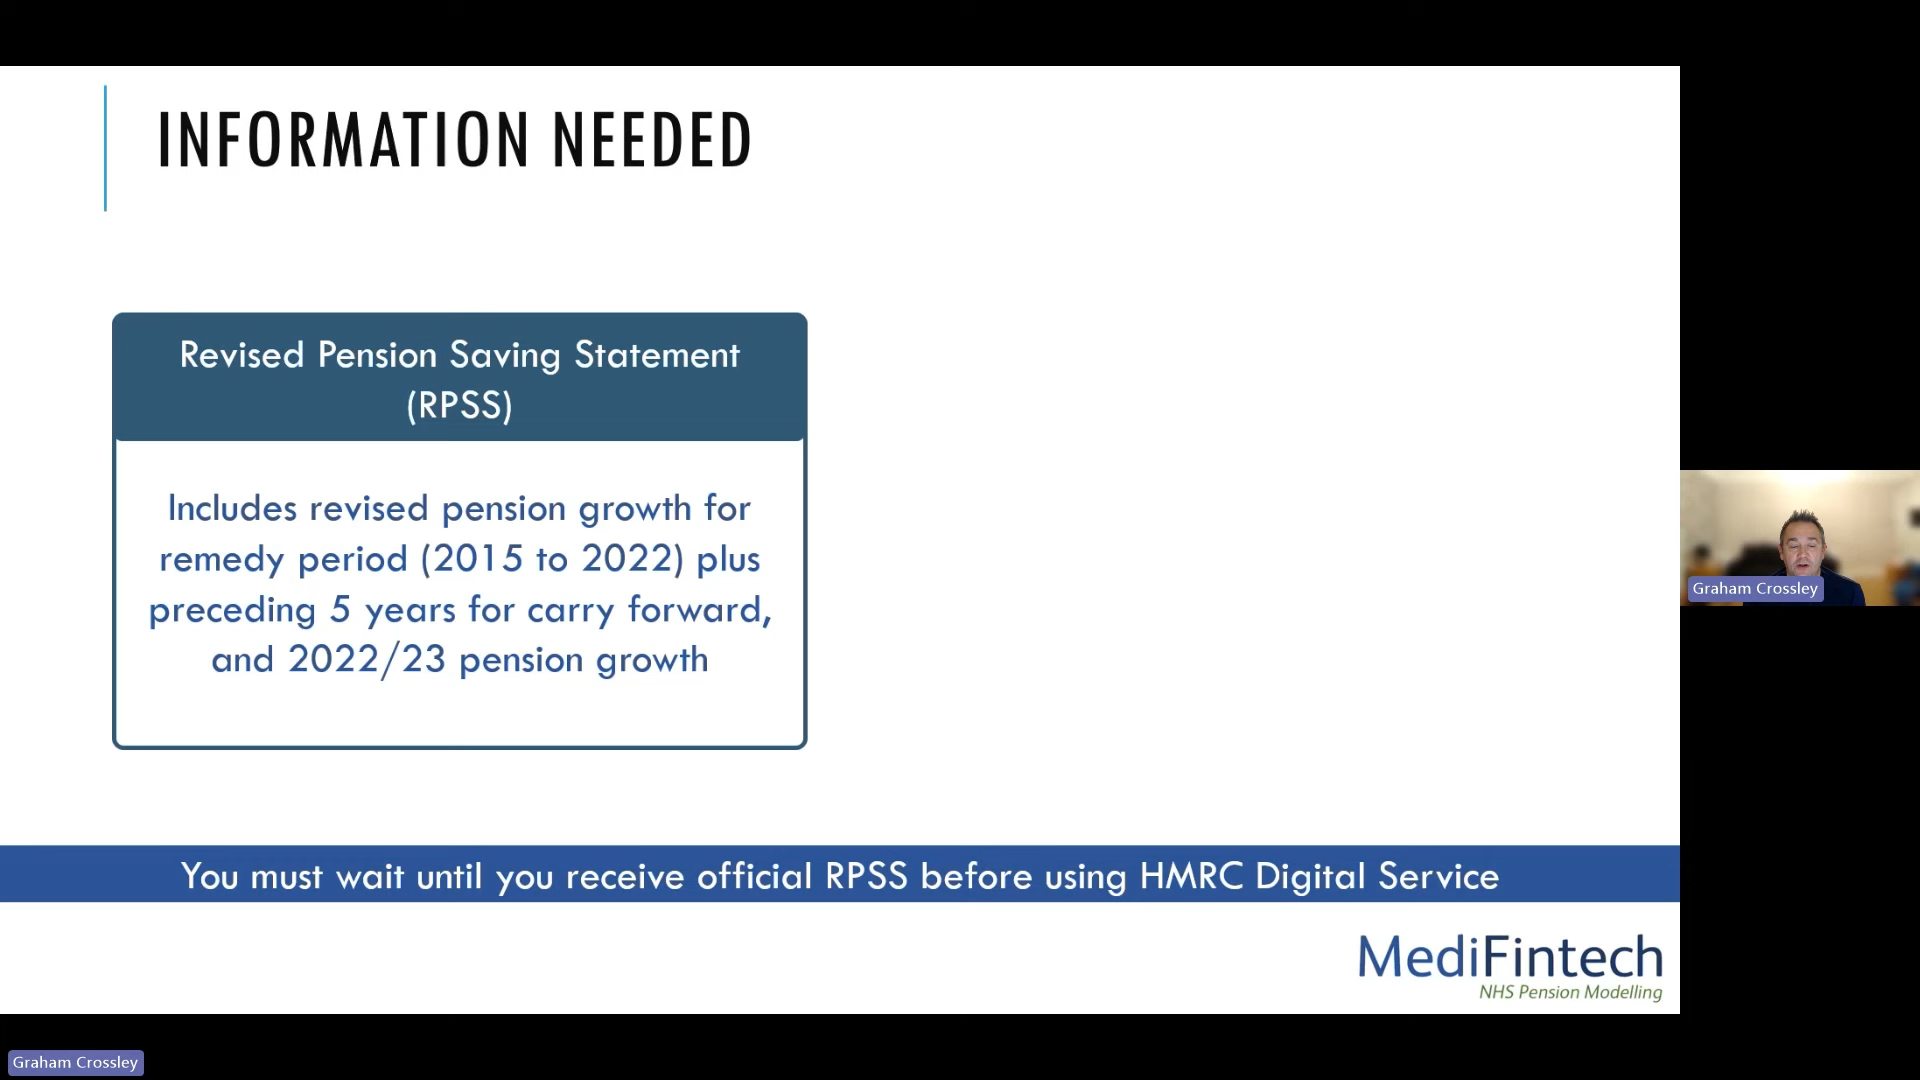 INFORMATION NEEDED
Revised Pension Saving Statement
(RPSS)
Includes revised pension growth for
remedy period (2015 to 2022) plus
preceding 5 years for carry forward,
and 2022/23 pension growth
You must wait until you receive official RPSS before using HMRC Digital Service
MediFintech
NHS Pension Modelling
Graham Crossley
Graham Crossley